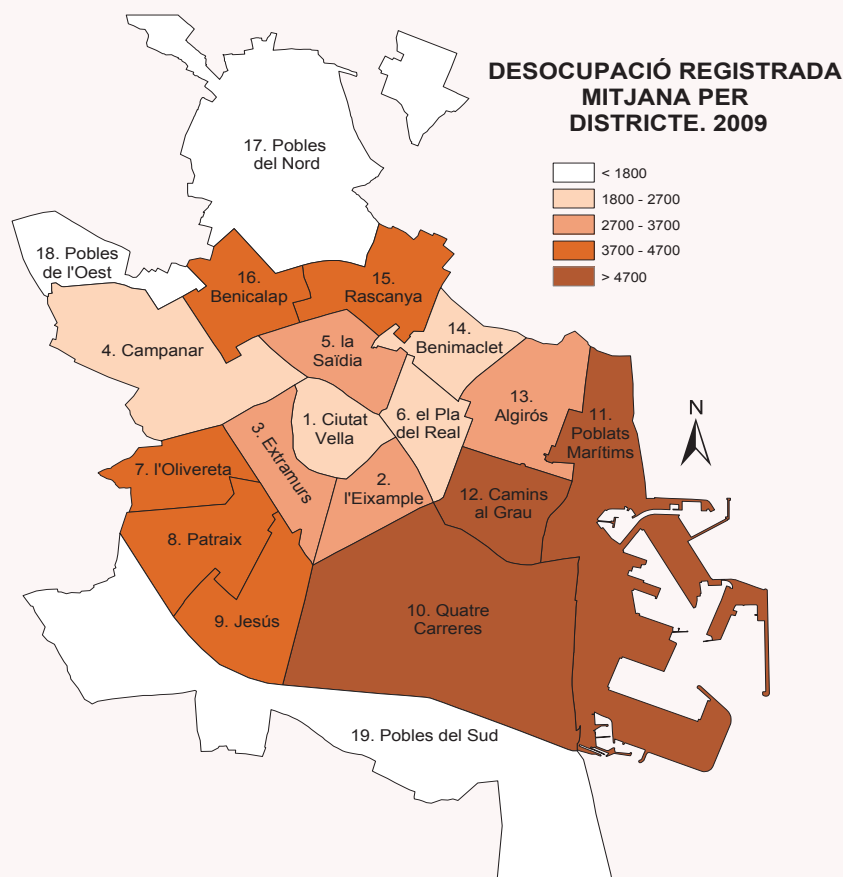 DESOCUPACIÓ REGISTRADA
MITJANA PER
DISTRICTE. 2009
< 1800
1800 - 2700
2700 - 3700
3700 - 4700
> 4700
17. Pobles
del Nord
18. Pobles
de l'Oest
16.
Benicalap
15.
Rascanya
4. Campanar
5. la
Saïdia
14.
Benimaclet
13.
Algirós
11.
Poblats
Marítims
N
1. Ciutat
Vella
6. el Pla
del Real
3. Extramurs
2.
l'Eixample
7. l'Olivereta
12. Camins
al Grau
8. Patraix
9. Jesús
10. Quatre
Carreres
19. Pobles del Sud